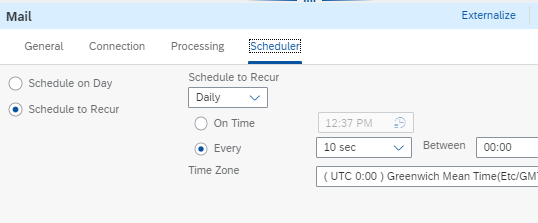 Mail
Externalize
General Connection Processing Scheduler
Schedule on Day
Schedule to Recur
Schedule to Recur
Daily
On Time 12:37 PM
Every 10 sec Between 00:00
Time Zone ( UTC 0:00 ) Greenwich Mean Time(Etc/GMT